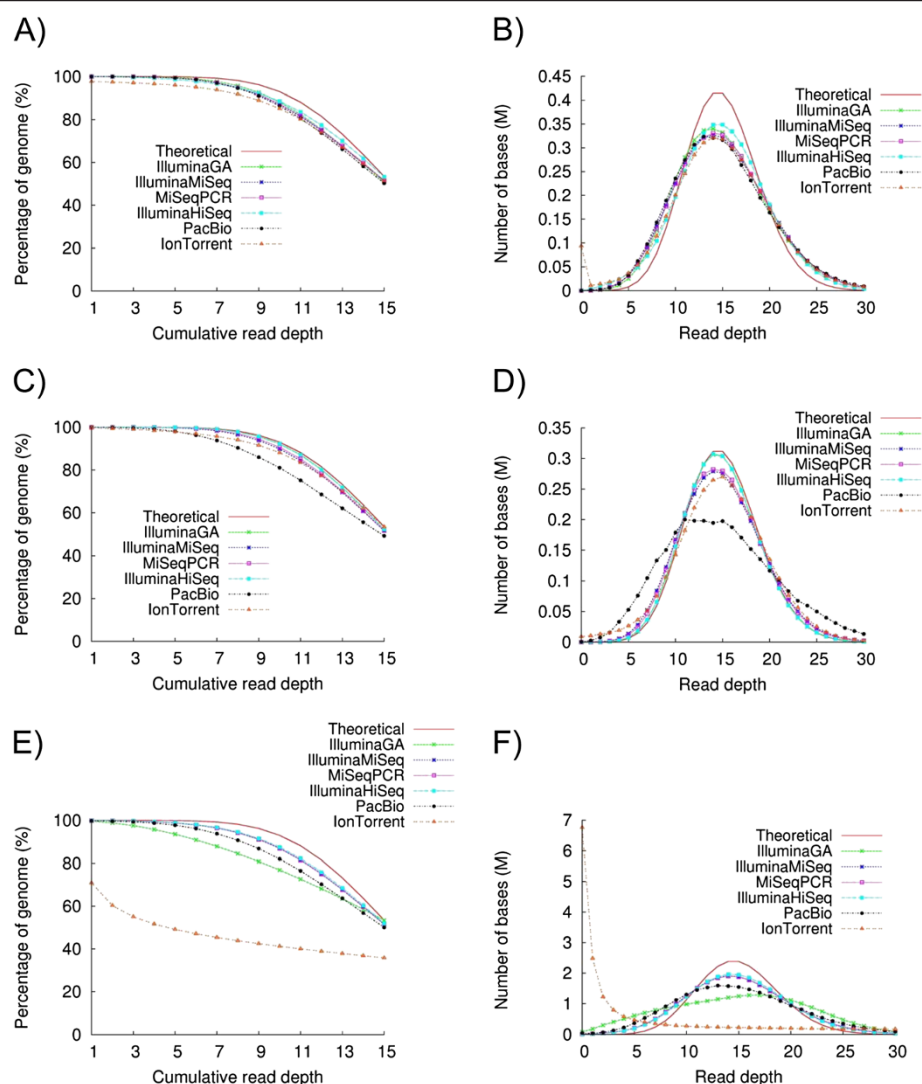 A)
Percentage of genome (%)
100
80
60
40
20
0
Theoretical
IlluminaGA
IlluminaMiSeq
MiSeqPCR
IlluminaHiSeq
PacBio
IonTorrent
1 3 5 7 9 11 13 15
Cumulative read depth
B)
Number of bases (M)
0.45
0.4
0.35
0.3
0.25
0.2
0.15
0.1
0.05
0
Theoretical
IlluminaGA
IlluminaMiSeq
MiSeqPCR
IlluminaHiSeq
PacBio
IonTorrent
0 5 10 15 20 25 30
Read depth
C)
Percentage of genome (%)
100
80
60
40
20
0
Theoretical
IlluminaGA
IlluminaMiSeq
MiSeqPCR
IlluminaHiSeq
PacBio
IonTorrent
1 3 5 7 9 11 13 15
Cumulative read depth
D)
Number of bases (M)
0.35
0.3
0.25
0.2
0.15
0.1
0.05
0
Theoretical
IlluminaGA
IlluminaMiSeq
MiSeqPCR
IlluminaHiSeq
PacBio
IonTorrent
0 5 10 15 20 25 30
Read depth
E)
Theoretical
IlluminaGA
IlluminaMiSeq
MiSeqPCR
IlluminaHiSeq
PacBio
IonTorrent
Percentage of genome (%)
100
80
60
40
20
0
1 3 5 7 9 11 13 15
Cumulative read depth
F)
Number of bases (M)
7
6
5
4
3
2
1
0
Theoretical
IlluminaGA
IlluminaMiSeq
MiSeqPCR
IlluminaHiSeq
PacBio
IonTorrent
0 5 10 15 20 25 30
Read depth